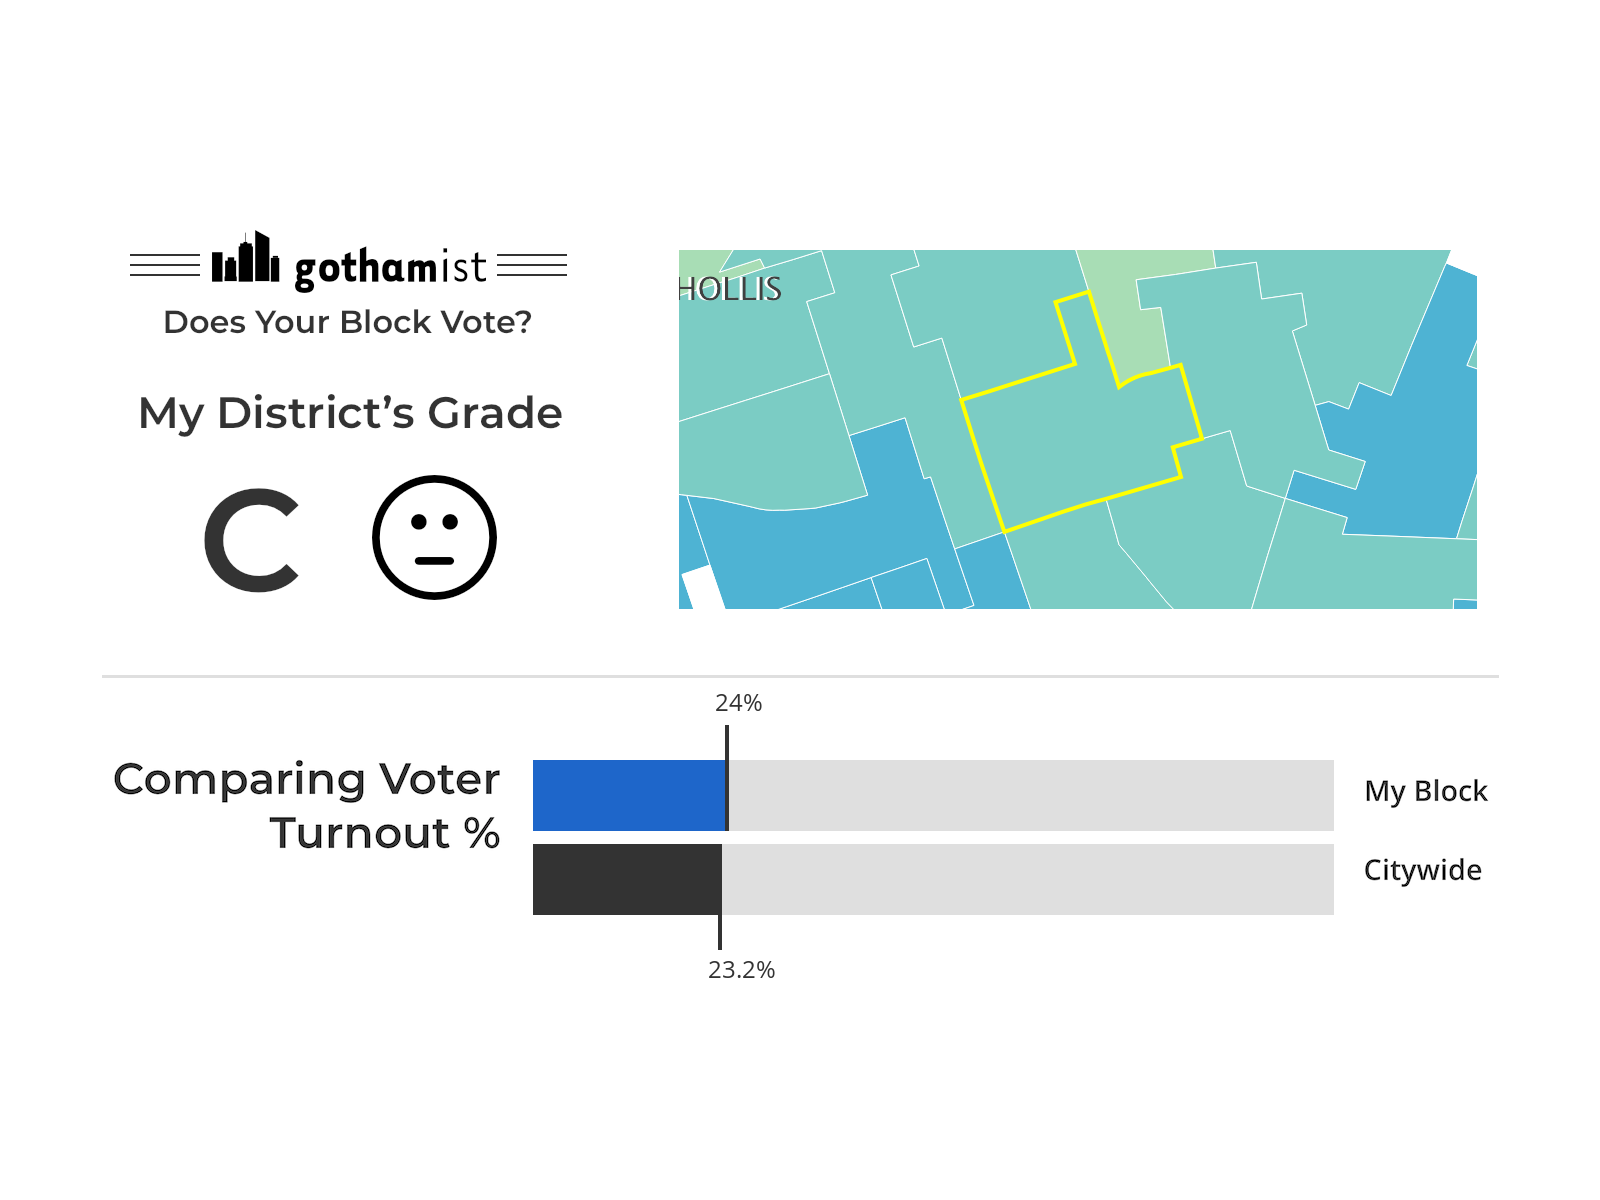 gothamist
Does Your Block Vote?
My District's Grade
C
HOLLIS
24%
Comparing Voter
Turnout %
My Block
Citywide
23.2%